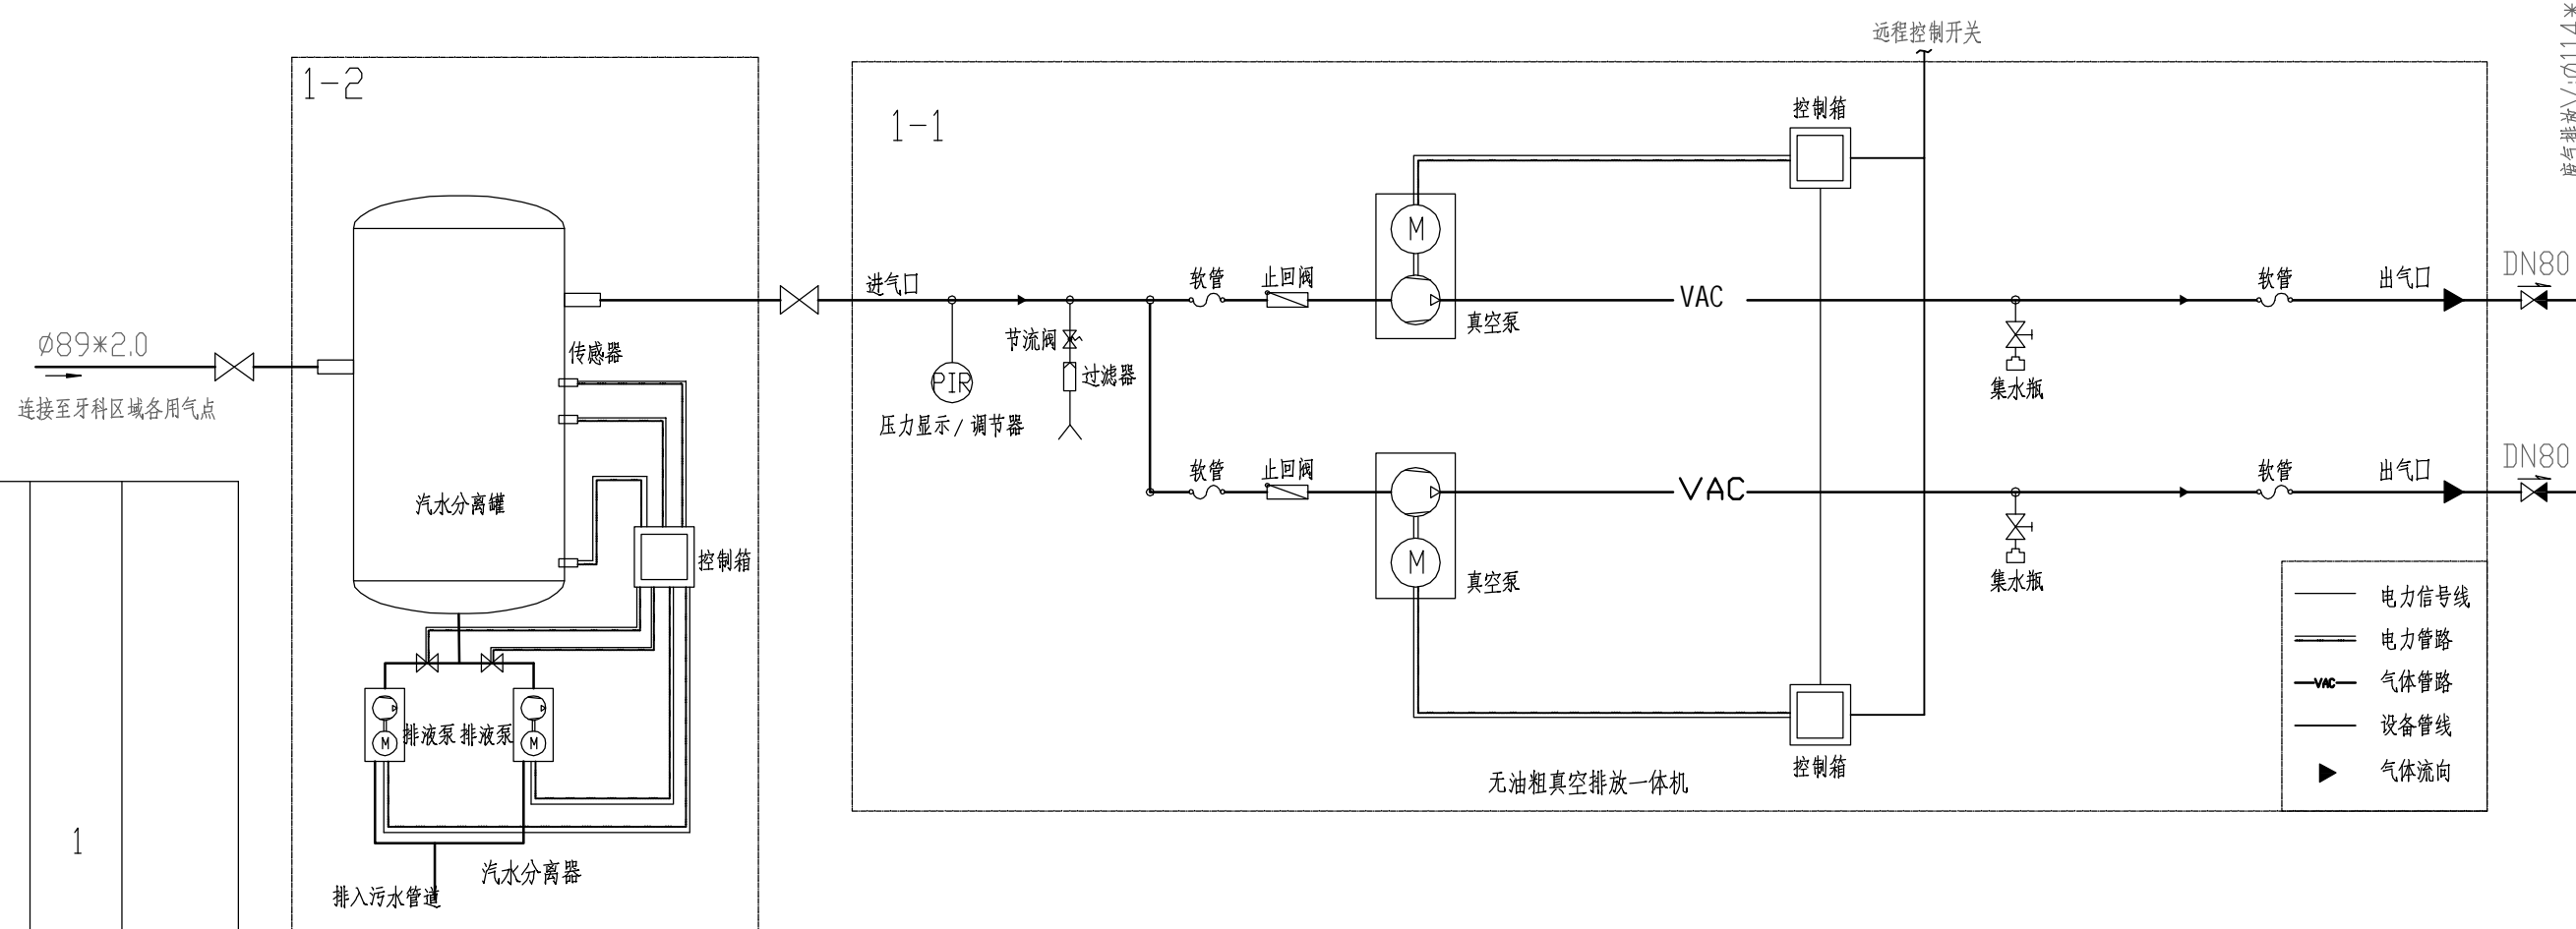 远程控制开关
1-2
1-1
控制箱
进气口
软管
止回阀
VAC
真空泵
软管
出气口
DN80
节流阀
过滤器
PIR
压力显示/调节器
M
集水瓶
Ø89*2.0
连接至牙科区域各用气点
传感器
汽水分离罐
控制箱
软管
止回阀
VAC
真空泵
M
集水瓶
软管
出气口
DN80
排液泵
排液泵
M
M
汽水分离器
排入污水管道
1
控制箱
无油粗真空排放一体机
电力信号线
电力管路
VAC
气体管路
设备管线
气体流向